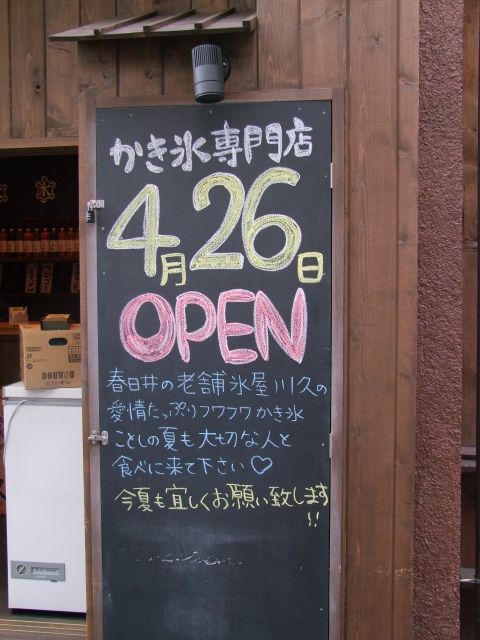 かき氷専門店
4月26日
OPEN
春日井の老舗氷屋川久の
愛情たっぷりフワフワかき氷
ことしの夏も大切な人と
食べに来て下さい♡
今夏も宜しくお願い致します
!!
氷